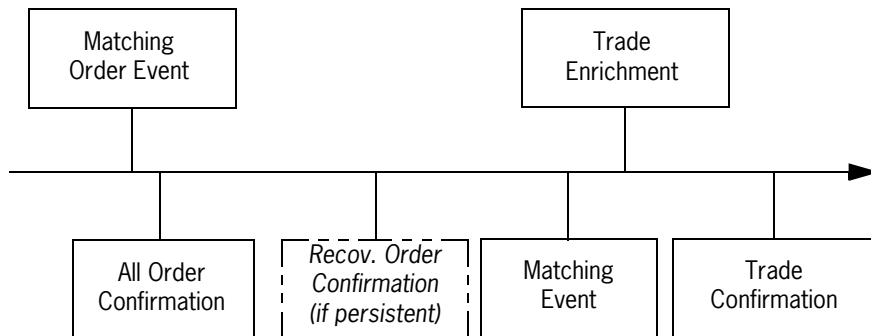 Matching
Order Event
Trade
Enrichment
All Order
Confirmation
Recov. Order
Confirmation
(if persistent)
Matching
Event
Trade
Confirmation